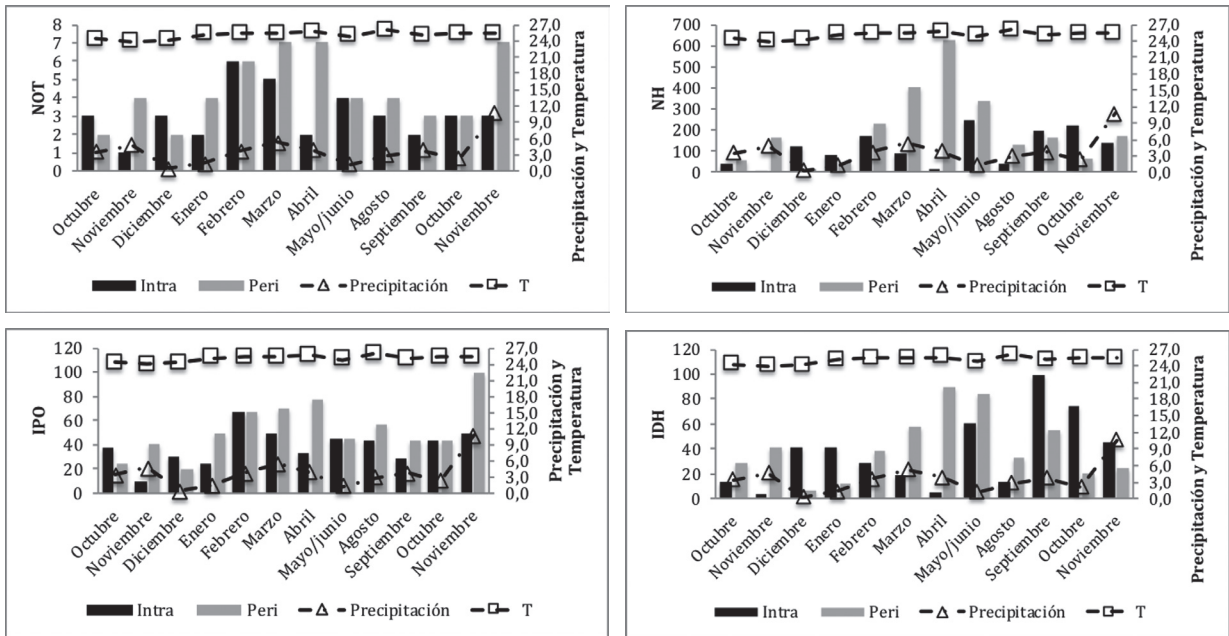 8
7
6
5
4
3
2
1
0
NOT
27,0
24,0
21,0
18,0
15,0
12,0
9,0
6,0
3,0
0,0
Precipitación y Temperatura
Octubre
Noviembre
Diciembre
Enero
Febrero
Marzo
Abril
Mayo/junio
Agosto
Septiembre
Octubre
Noviembre
Intra Peri Precipitación T
700
600
500
400
300
200
100
0
NH
27,0
24,0
21,0
18,0
15,0
12,0
9,0
6,0
3,0
0,0
Precipitación y Temperatura
Octubre
Noviembre
Diciembre
Enero
Febrero
Marzo
Abril
Mayo/junio
Agosto
Septiembre
Octubre
Noviembre
Intra Peri Precipitación T
120
100
80
60
40
20
0
IPO
27,0
24,0
21,0
18,0
15,0
12,0
9,0
6,0
3,0
0,0
Precipitación y
Temperatura
Octubre
Noviembre
Diciembre
Enero
Febrero
Marzo
Abril
Mayo/junio
Agosto
Septiembre
Octubre
Noviembre
Intra Peri Precipitación T
120
100
80
60
40
20
0
IDH
27,0
24,0
21,0
18,0
15,0
12,0
9,0
6,0
3,0
0,0
Precipitación y Temperatura
Octubre
Noviembre
Diciembre
Enero
Febrero
Marzo
Abril
Mayo/junio
Agosto
Septiembre
Octubre
Noviembre
Intra Peri Precipitación T